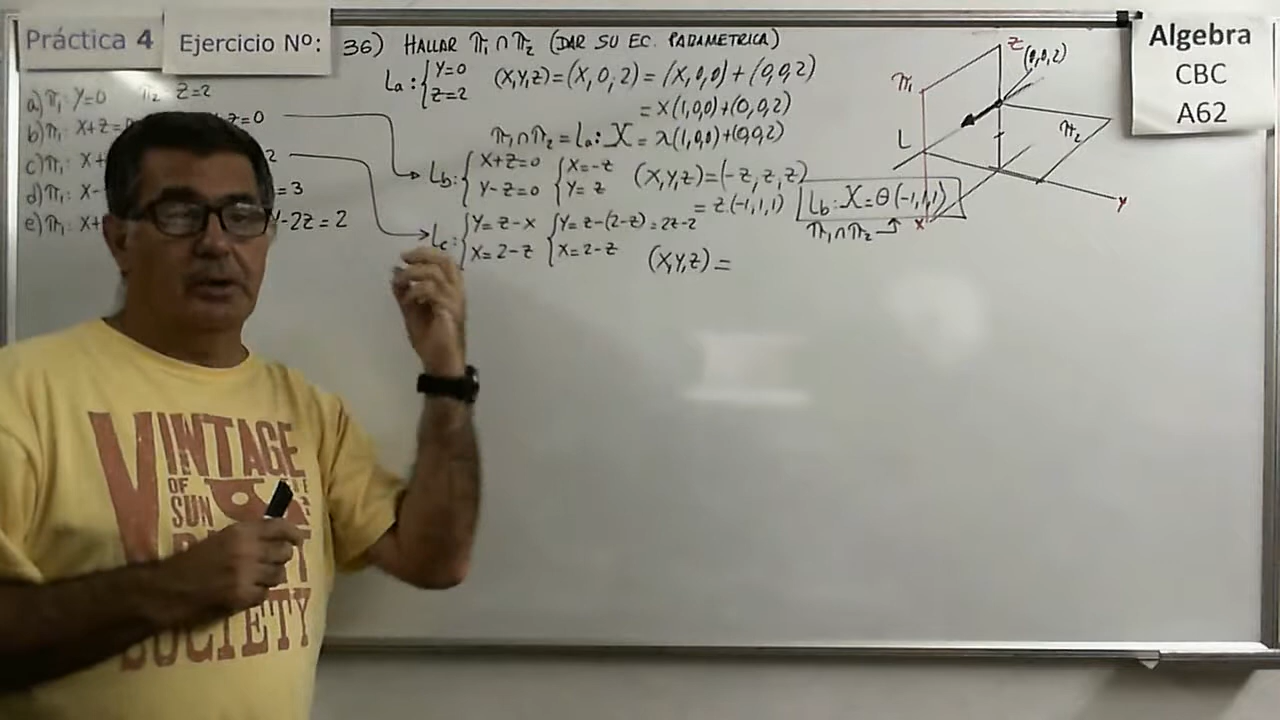 Práctica 4
Ejercicio Nº:
36) HALLAR π₁ ∩ π₂ (DAR SU EC. PARAMETRICA)
Algebra
CBC
A62
a) π₁: Y=0 π₂ Z=2
b) π₁: X+Z= Z=0
c) π₁: X+ 2
d) π₁: X- = 3
e) π₁: X+ Y-2Z = 2
La: { Y=0 Z=2 (X,Y,Z)=(X,0,2) = (X,0,0)+(0,0,2)
= X(1,0,0)+(0,0,2)
π₁∩π₂ = La: X = λ(1,0,0)+(0,0,2)
Lb: { X+Z=0 Y-Z=0 { X=-Z Y=Z (X,Y,Z)=(-Z,Z,Z)
= Z.(-1,1,1) Lb: X=θ(-1,1,1)
π₁∩π₂
Lc: { Y=Z-X X=2-Z { Y=Z-(2-Z)=2Z-2 X=2-Z (X,Y,Z) =
Z
(0,0,2)
π₁
π₂
L
X
Y
VINTAGE
OF
SUN
SOCIETY